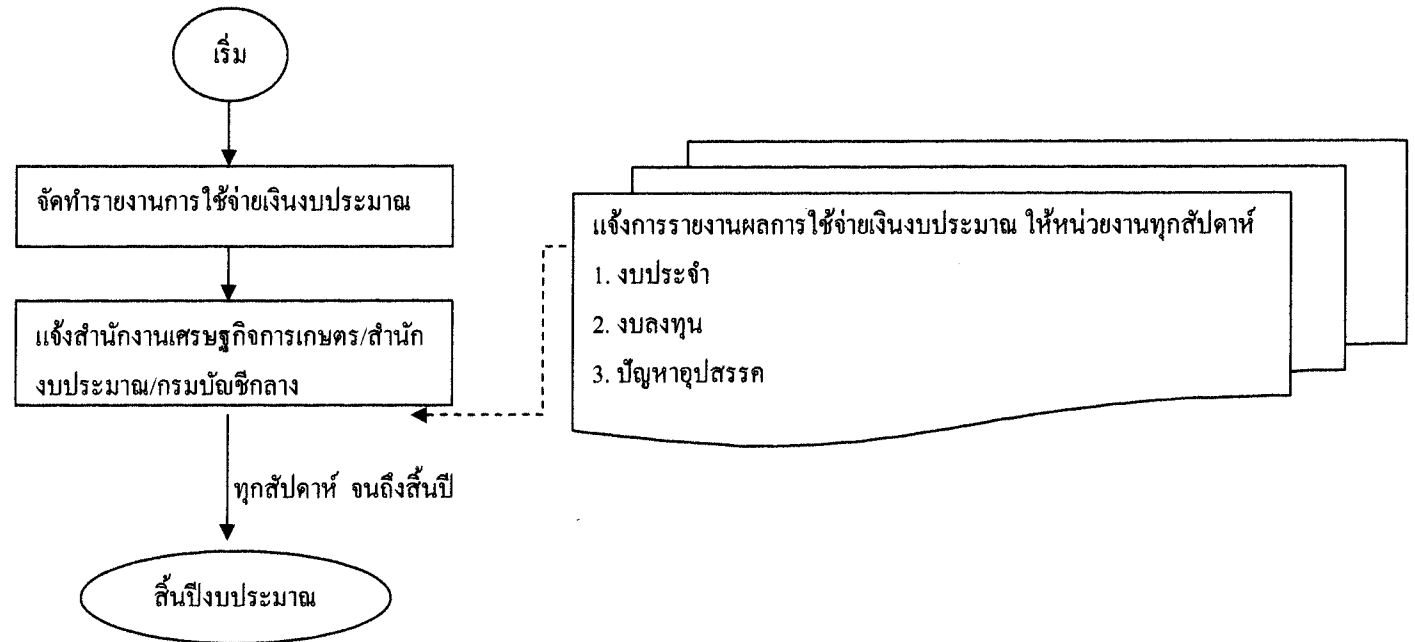 เริ่ม
จัดทำรายงานการใช้จ่ายเงินงบประมาณ
แจ้งสำนักงานเศรษฐกิจการเกษตร/สำนัก
งบประมาณ/กรมบัญชีกลาง
ทุกสัปดาห์ จนถึงสิ้นปี
สิ้นปีงบประมาณ
แจ้งการรายงานผลการใช้จ่ายเงินงบประมาณ ให้หน่วยงานทุกสัปดาห์
1. งบประจำ
2. งบลงทุน
3. ปัญหาอุปสรรค